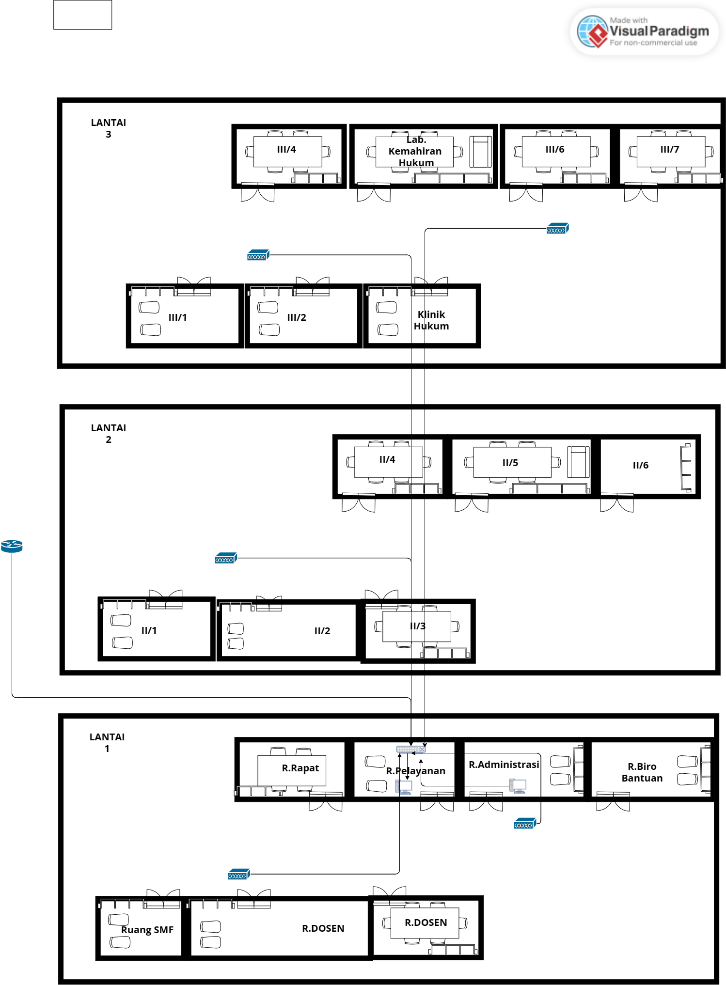 Made with
VisualParadigm
For non-commercial use
LANTAI
3
III/4
Lab.
Kemahiran
Hukum
III/6
III/7
III/1
III/2
Klinik
Hukum
LANTAI
2
II/4
II/5
II/6
II/1
II/2
II/3
LANTAI
1
R.Rapat
R.Pelayanan
R.Administrasi
R.Biro
Bantuan
Ruang SMF
R.DOSEN
R.DOSEN